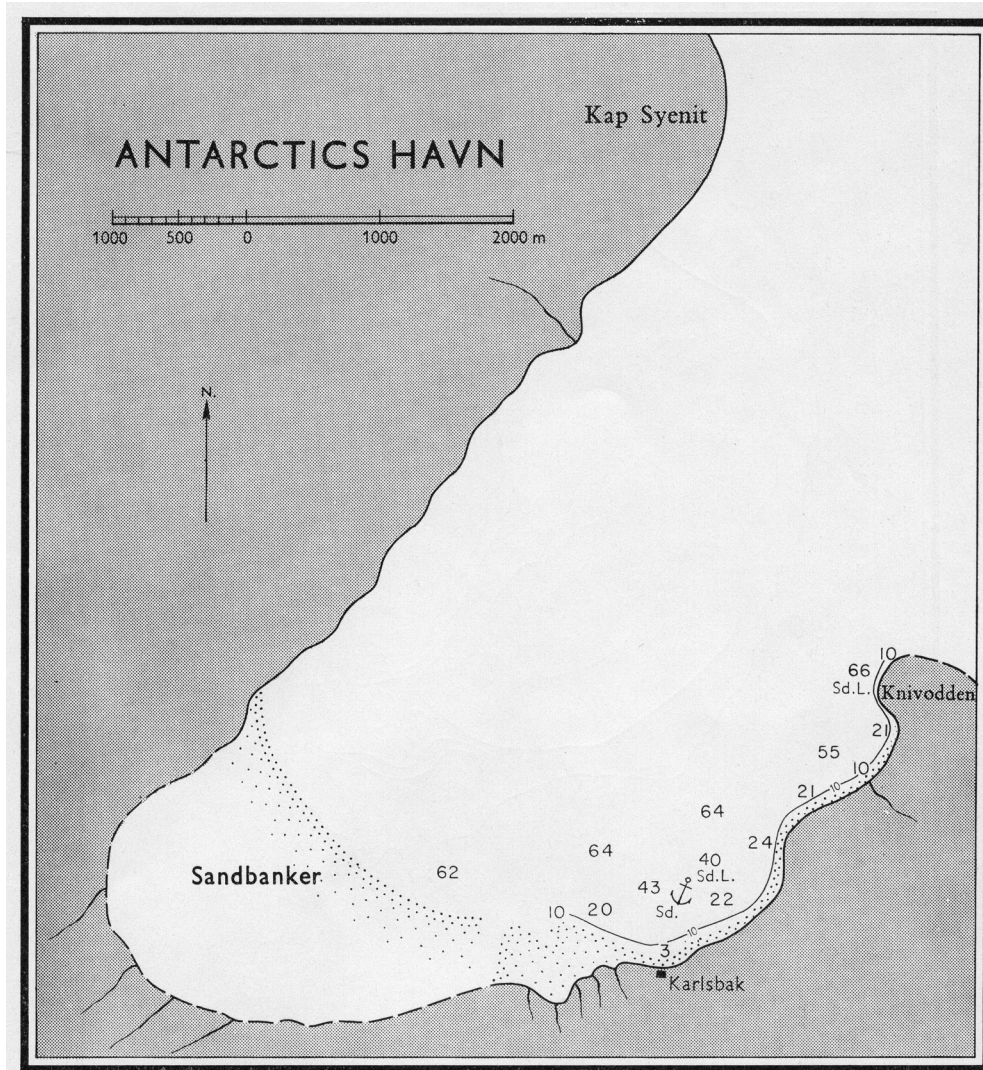 Kap Syenit
ANTARCTICS HAVN
1000 500 0 1000 2000 m
N.
10
66
Sd.L.
Knivodden
21
55
10
21
10
64
24
64
40
Sd.L.
62
Sandbanker
43
22
Sd.
10
20
10
3
Karlsbak